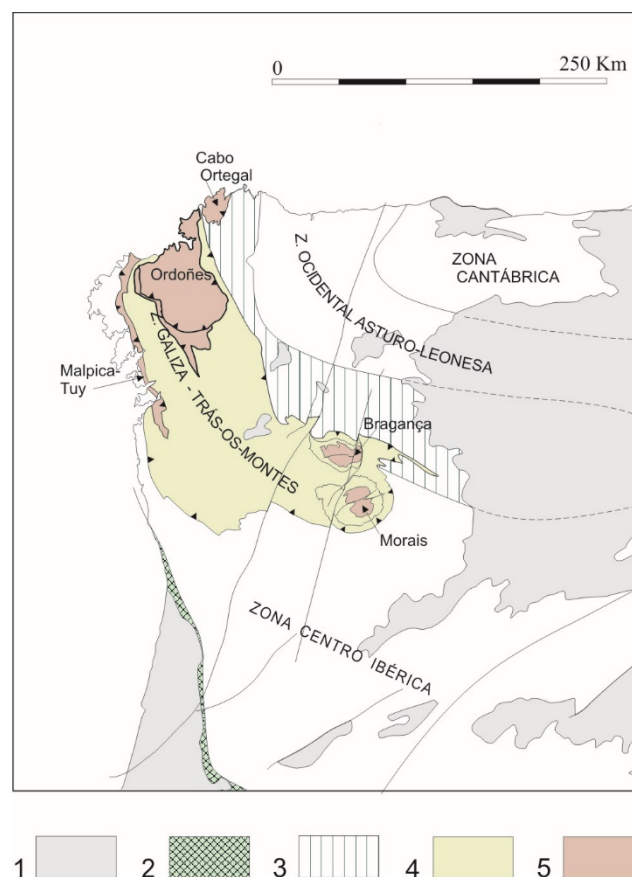 0 250 Km
Cabo
Ortegal
Z. OCIDENTAL ASTURO-LEONESA
ZONA
CANTÁBRICA
Ordoñes
Z. GALIZA - TRÁS-OS-MONTES
Malpica-
Tuy
Bragança
Morais
ZONA CENTRO IBÉRICA
1 2 3 4 5